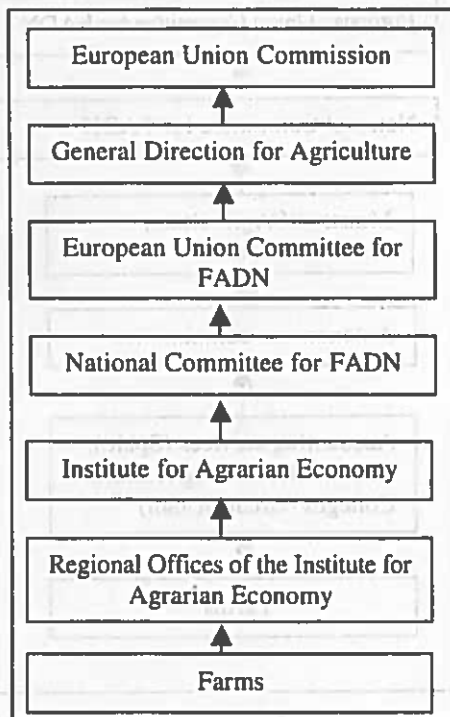 European Union Commission
General Direction for Agriculture
European Union Committee for
FADN
National Committee for FADN
Institute for Agrarian Economy
Regional Offices of the Institute for
Agrarian Economy
Farms